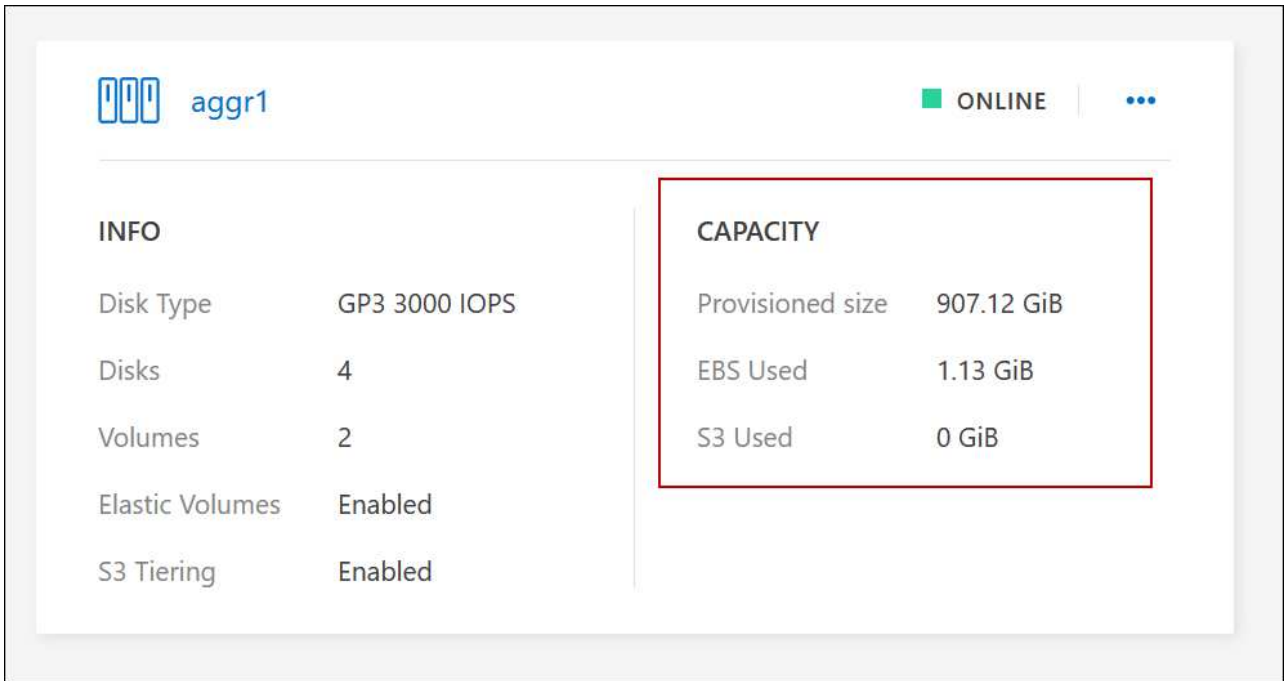 aggr1
ONLINE
INFO
Disk Type GP3 3000 IOPS
Disks 4
Volumes 2
Elastic Volumes Enabled
S3 Tiering Enabled
CAPACITY
Provisioned size 907.12 GiB
EBS Used 1.13 GiB
S3 Used 0 GiB